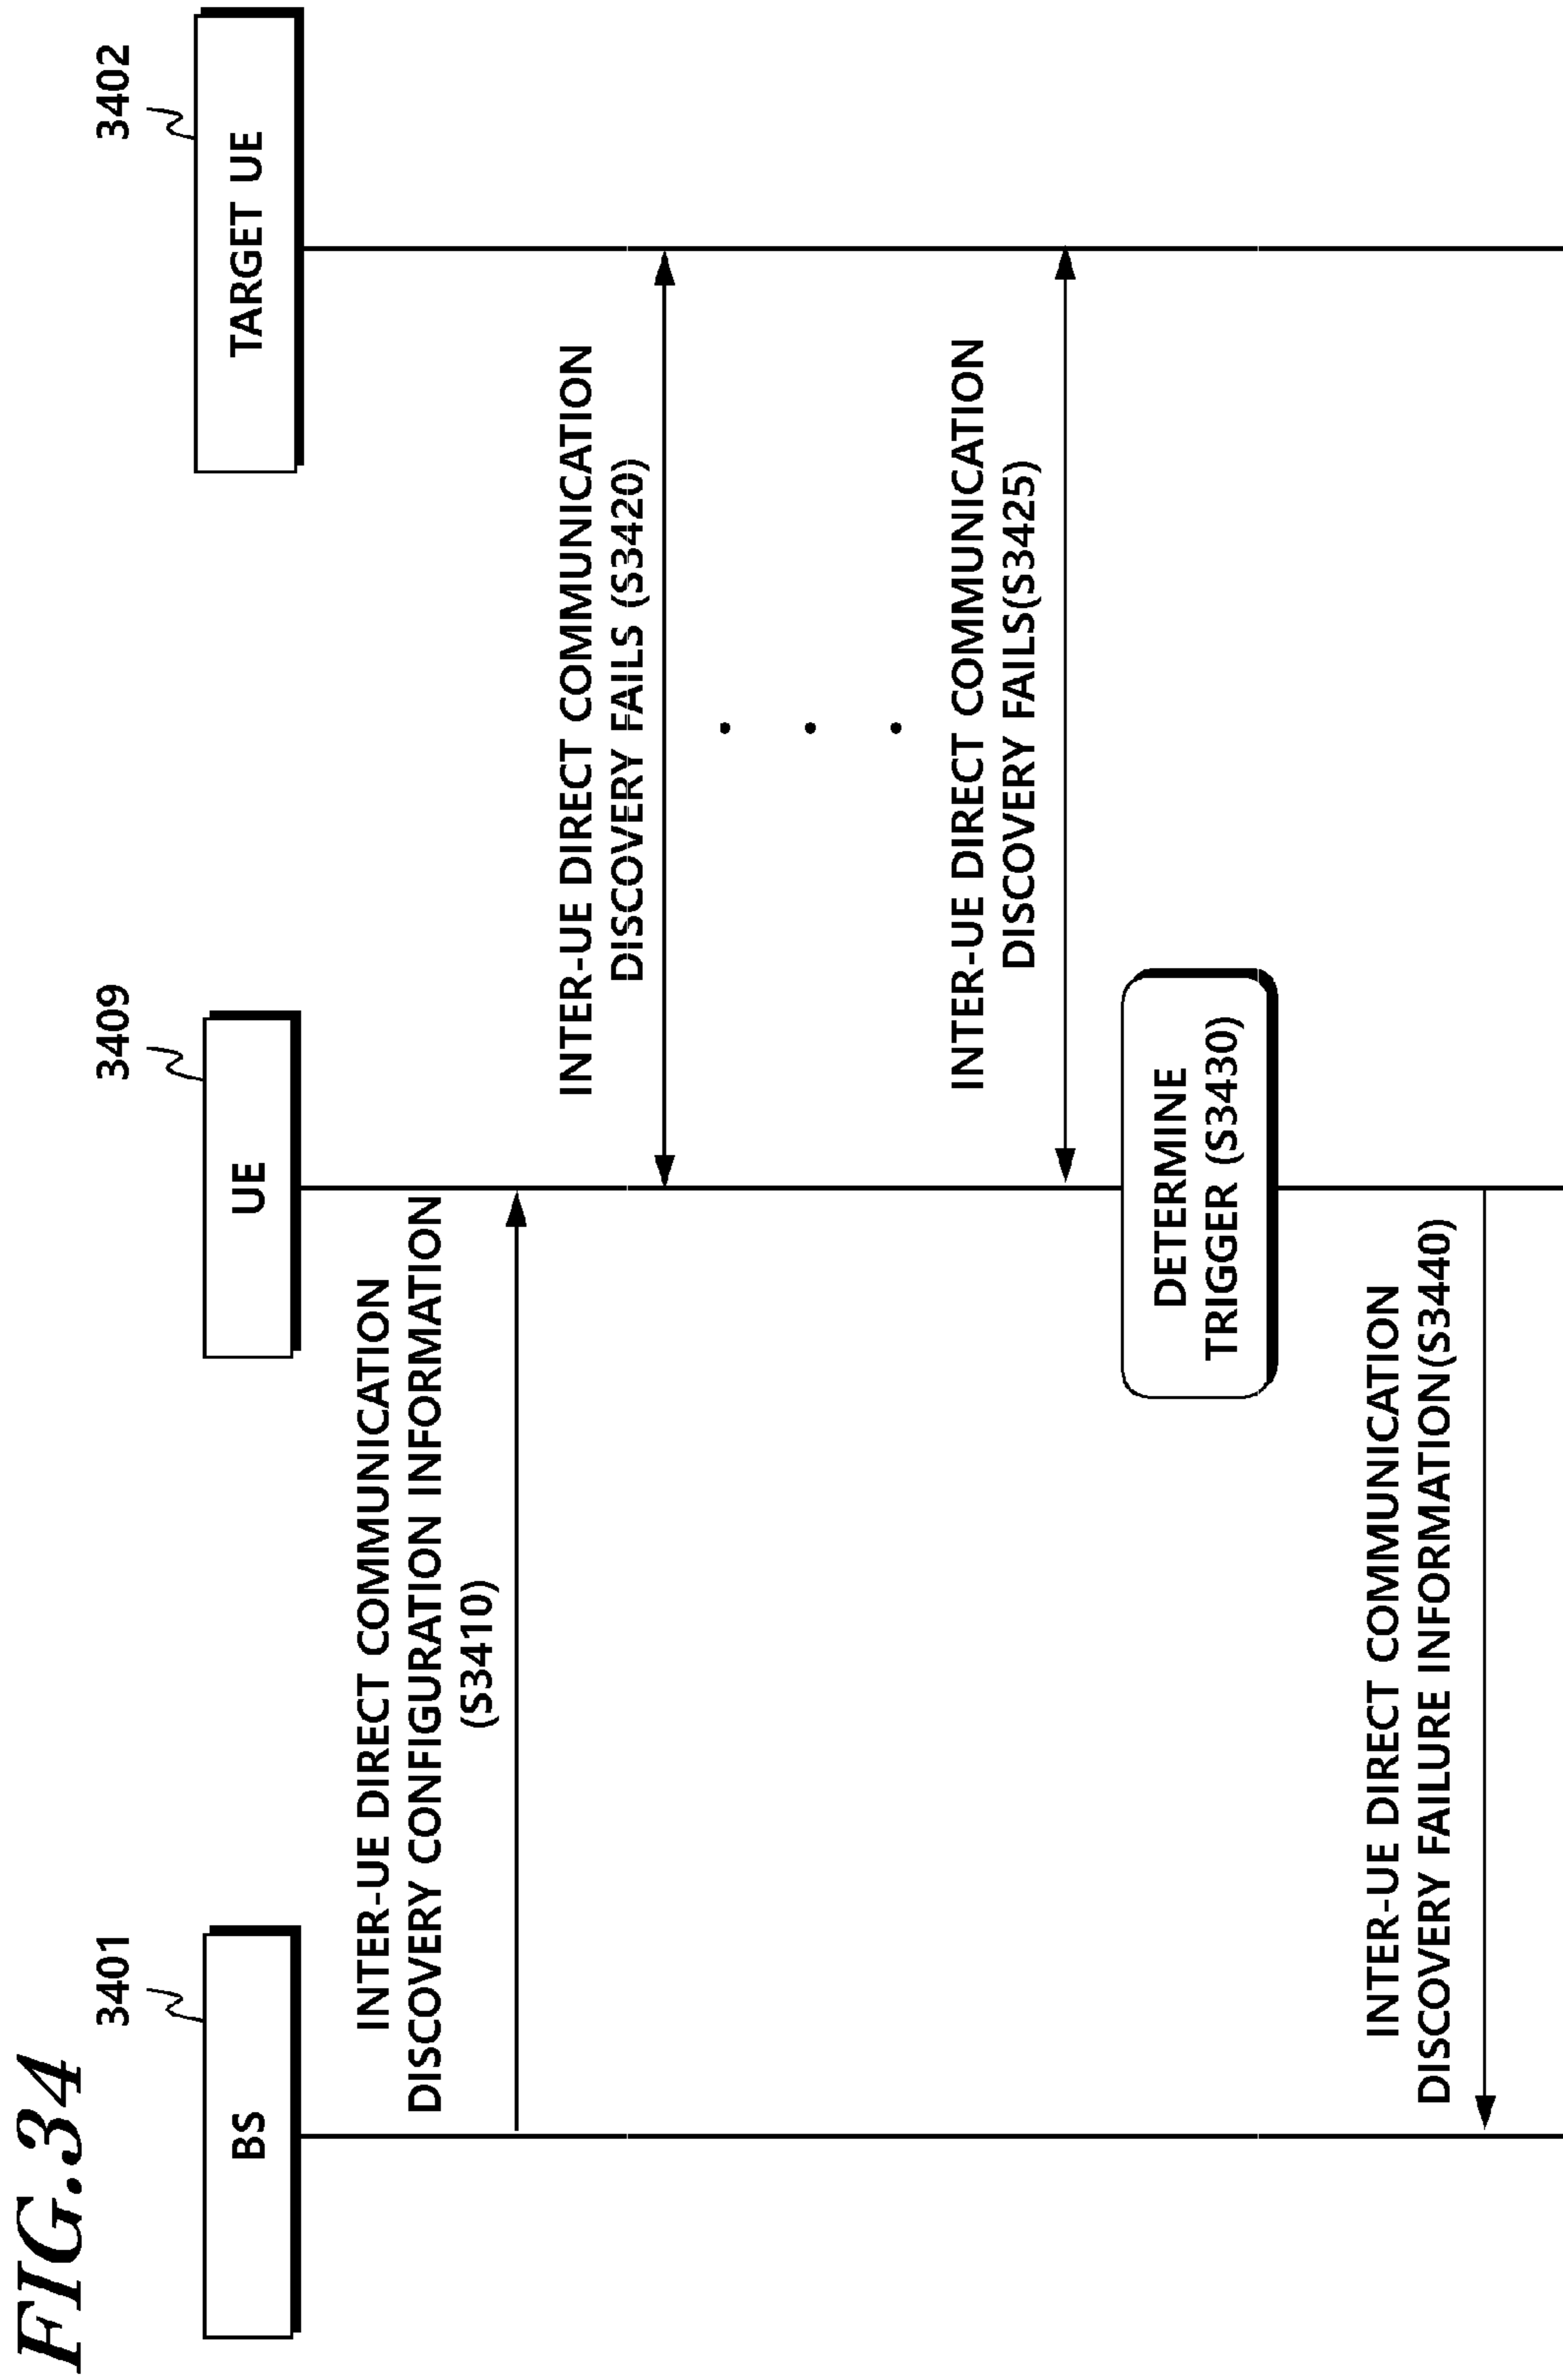 FIG.34
3401
3409
3402
BS
UE
TARGET UE
INTER-UE DIRECT COMMUNICATION
DISCOVERY CONFIGURATION INFORMATION
(S3410)
INTER-UE DIRECT COMMUNICATION
DISCOVERY FAILS (S3420)
INTER-UE DIRECT COMMUNICATION
DISCOVERY FAILS(S3425)
DETERMINE
TRIGGER (S3430)
INTER-UE DIRECT COMMUNICATION
DISCOVERY FAILURE INFORMATION(S3440)